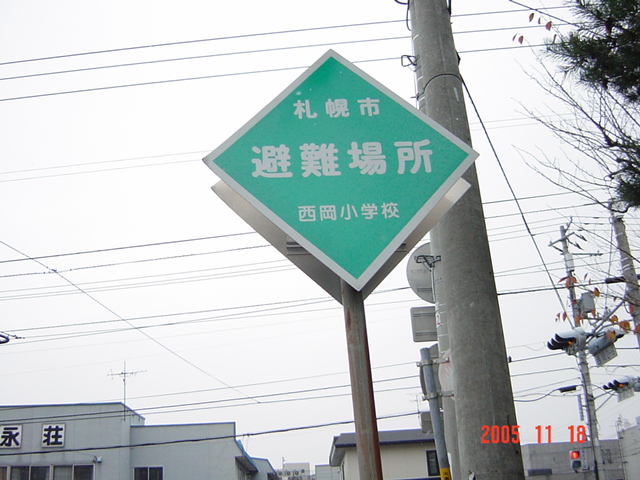 札幌市
避難場所
西岡小学校
永荘
2005 11 18